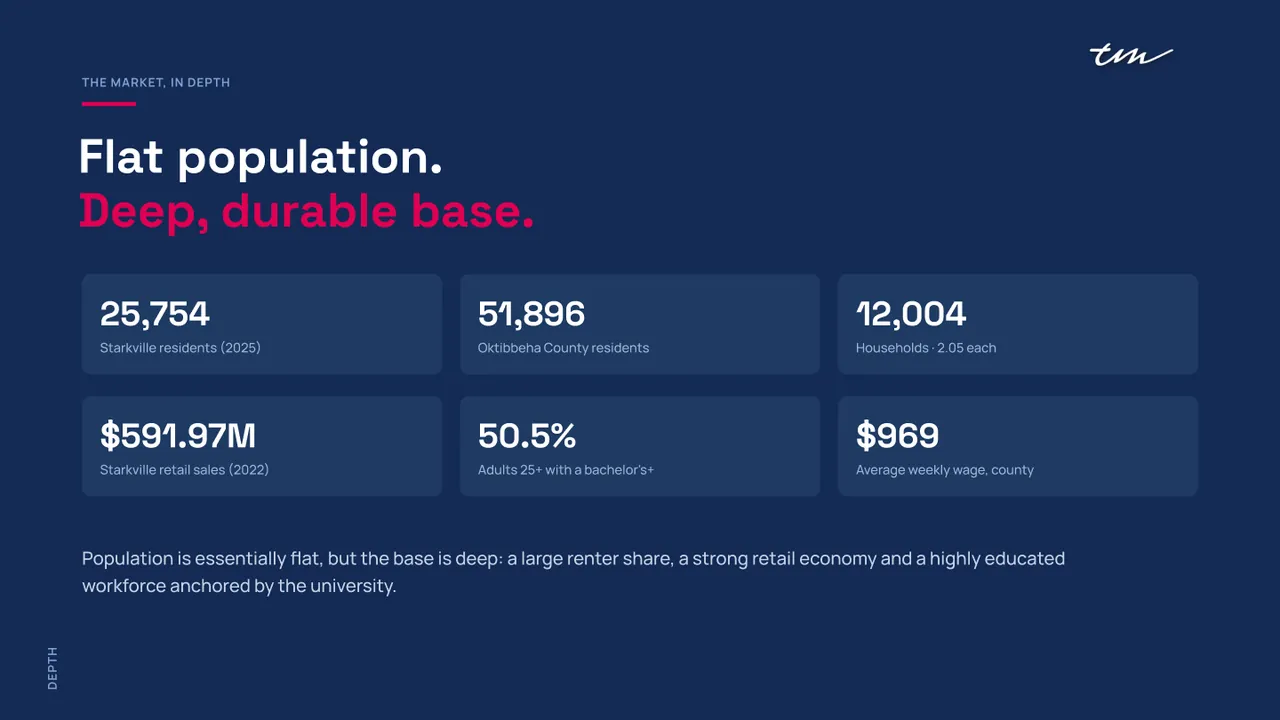 tm
THE MARKET, IN DEPTH
Flat population.
Deep, durable base.
25,754
Starkville residents (2025)
51,896
Oktibbeha County residents
12,004
Households · 2.05 each
$591.97M
Starkville retail sales (2022)
50.5%
Adults 25+ with a bachelor's+
$969
Average weekly wage, county
Population is essentially flat, but the base is deep: a large renter share, a strong retail economy and a highly educated
workforce anchored by the university.
DEPTH